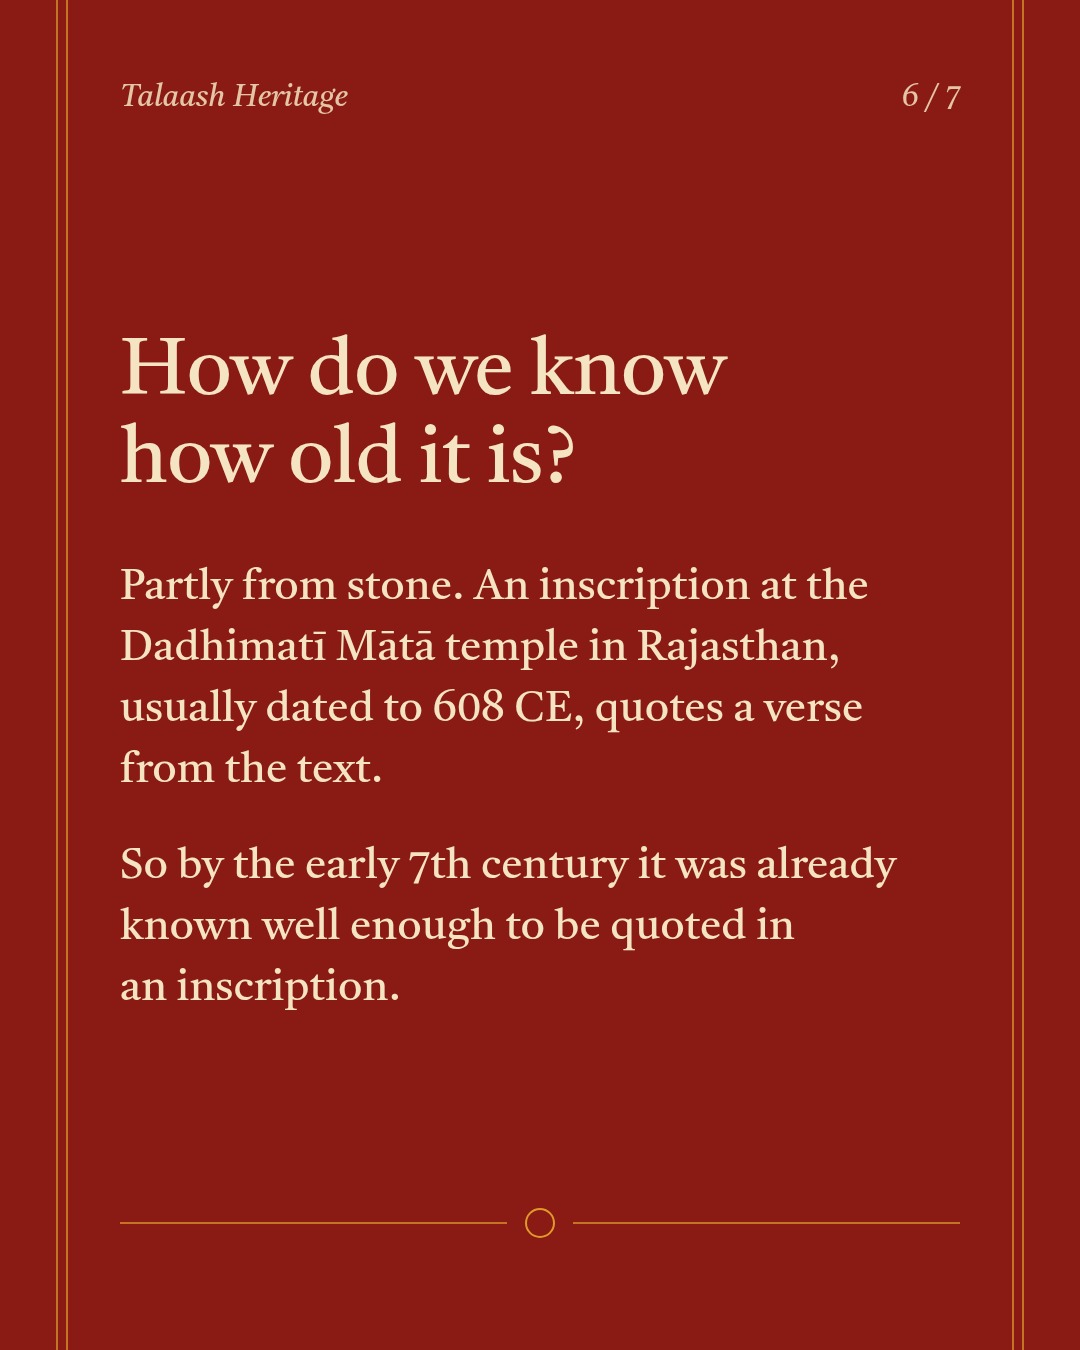 Talaash Heritage
6 / 7
How do we know
how old it is?
Partly from stone. An inscription at the
Dadhimatī Mātā temple in Rajasthan,
usually dated to 608 CE, quotes a verse
from the text.
So by the early 7th century it was already
known well enough to be quoted in
an inscription.